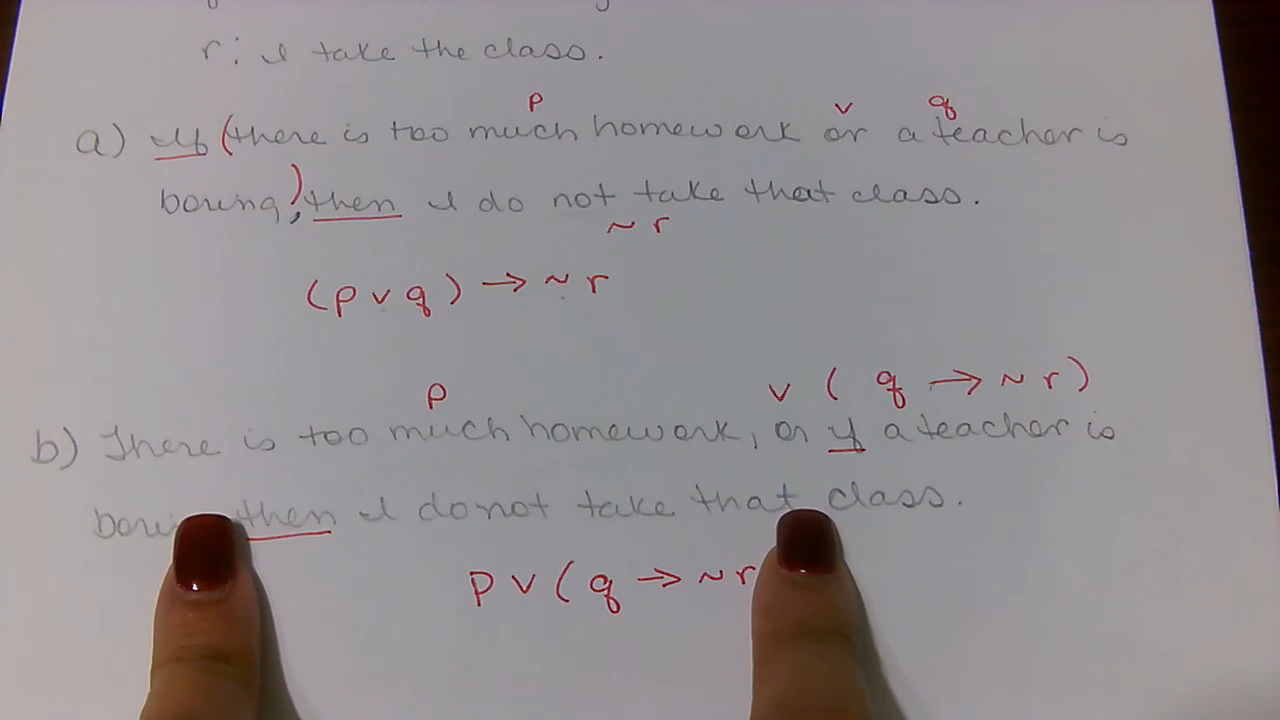 r: I take the class.
p v q
a) If (there is too much homework or a teacher is
boring), then I do not take that class.
~ r
(p v q) → ~ r
p v ( q → ~ r)
b) There is too much homework, or if a teacher is
then I do not take that class.
p v ( q → ~ r